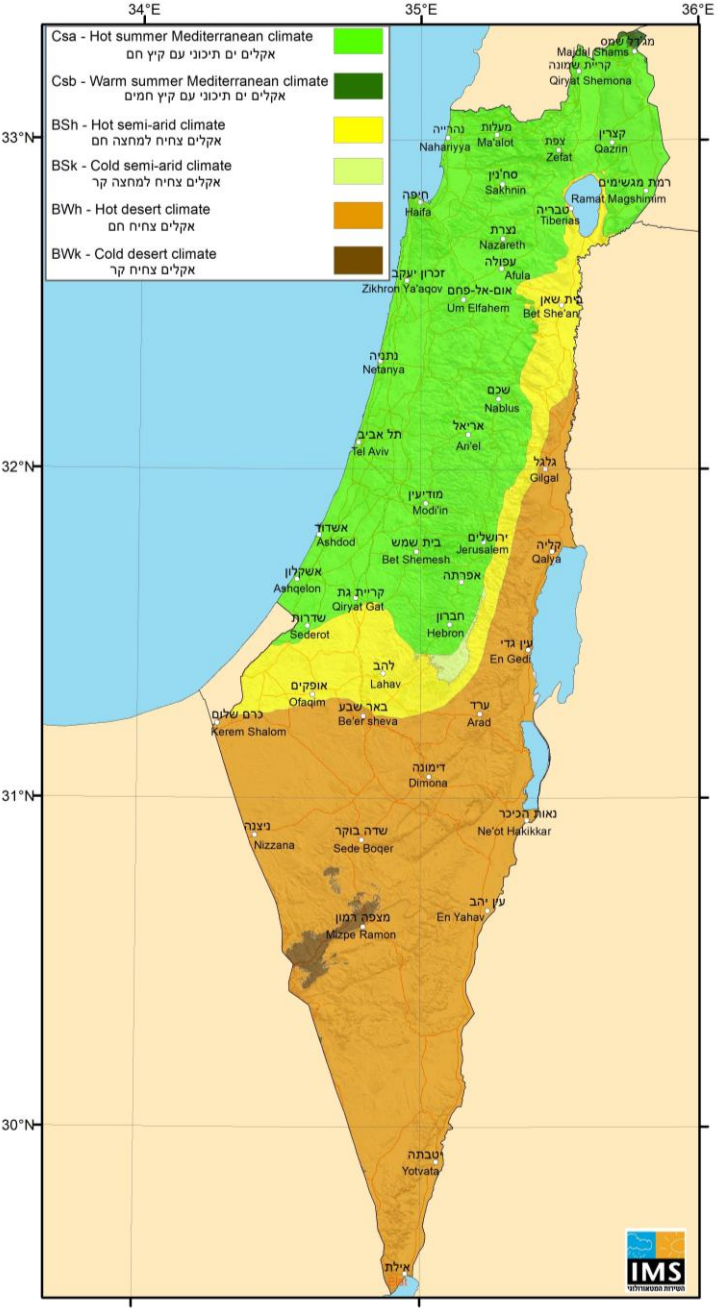 34°E
35°E
36°E
Csa - Hot summer Mediterranean climate
אקלים ים תיכוני עם קיץ חם
Csb - Warm summer Mediterranean climate
אקלים ים תיכוני עם קיץ חמים
BSh - Hot semi-arid climate
אקלים צחיח למחצה חם
BSk - Cold semi-arid climate
אקלים צחיח למחצה קר
BWh - Hot desert climate
אקלים צחיח חם
BWk - Cold desert climate
אקלים צחיח קר
מג'דל שמס
Majdal Shams
קריית שמונה
Qiryat Shemona
33°N
נהרייה
Nahariyya
מעלות
Ma'alot
צפת
Zefat
קצרין
Qazrin
סח'נין
Sakhnin
רמת מגשימים
Ramat Magshimim
חיפה
Haifa
טבריה
Tiberias
נצרת
Nazareth
עפולה
Afula
זכרון יעקב
Zikhron Ya'aqov
אום-אל-פחם
Um Elfahem
בית שאן
Bet She'an
נתניה
Netanya
שכם
Nablus
אריאל
Ari'el
תל אביב
Tel Aviv
32°N
גלגל
Gilgal
מודיעין
Modi'in
אשדוד
Ashdod
בית שמש
Bet Shemesh
ירושלים
Jerusalem
קליה
Qalya
אשקלון
Ashqelon
אפרתה
קריית גת
Qiryat Gat
שדרות
Sederot
חברון
Hebron
עין גדי
En Gedi
להב
Lahav
אופקים
Ofaqim
באר שבע
Be'er sheva
ערד
Arad
כרם שלום
Kerem Shalom
דימונה
Dimona
31°N
נאות הכיכר
Ne'ot Hakikkar
ניצנה
Nizzana
שדה בוקר
Sede Boqer
עין יהב
En Yahav
מצפה רמון
Mizpe Ramon
30°N
יטבתה
Yotvata
אילת
Elat
IMS
השירות המטאורולוגי